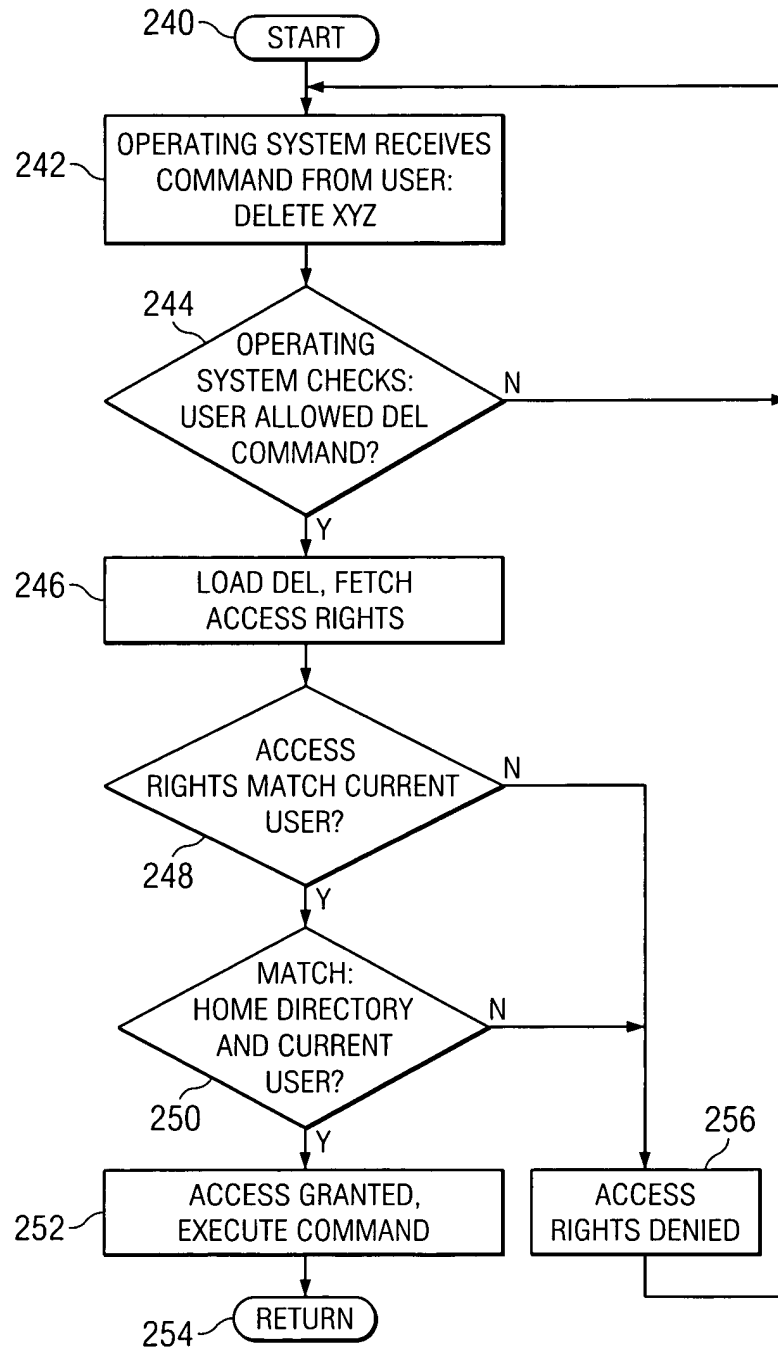 240
START
242
OPERATING SYSTEM RECEIVES
COMMAND FROM USER:
DELETE XYZ
244
OPERATING
SYSTEM CHECKS:
USER ALLOWED DEL
COMMAND?
N
Y
246
LOAD DEL, FETCH
ACCESS RIGHTS
ACCESS
RIGHTS MATCH CURRENT
USER?
N
248
Y
MATCH:
HOME DIRECTORY
AND CURRENT
USER?
N
250
Y
256
252
ACCESS GRANTED,
EXECUTE COMMAND
ACCESS
RIGHTS DENIED
254
RETURN